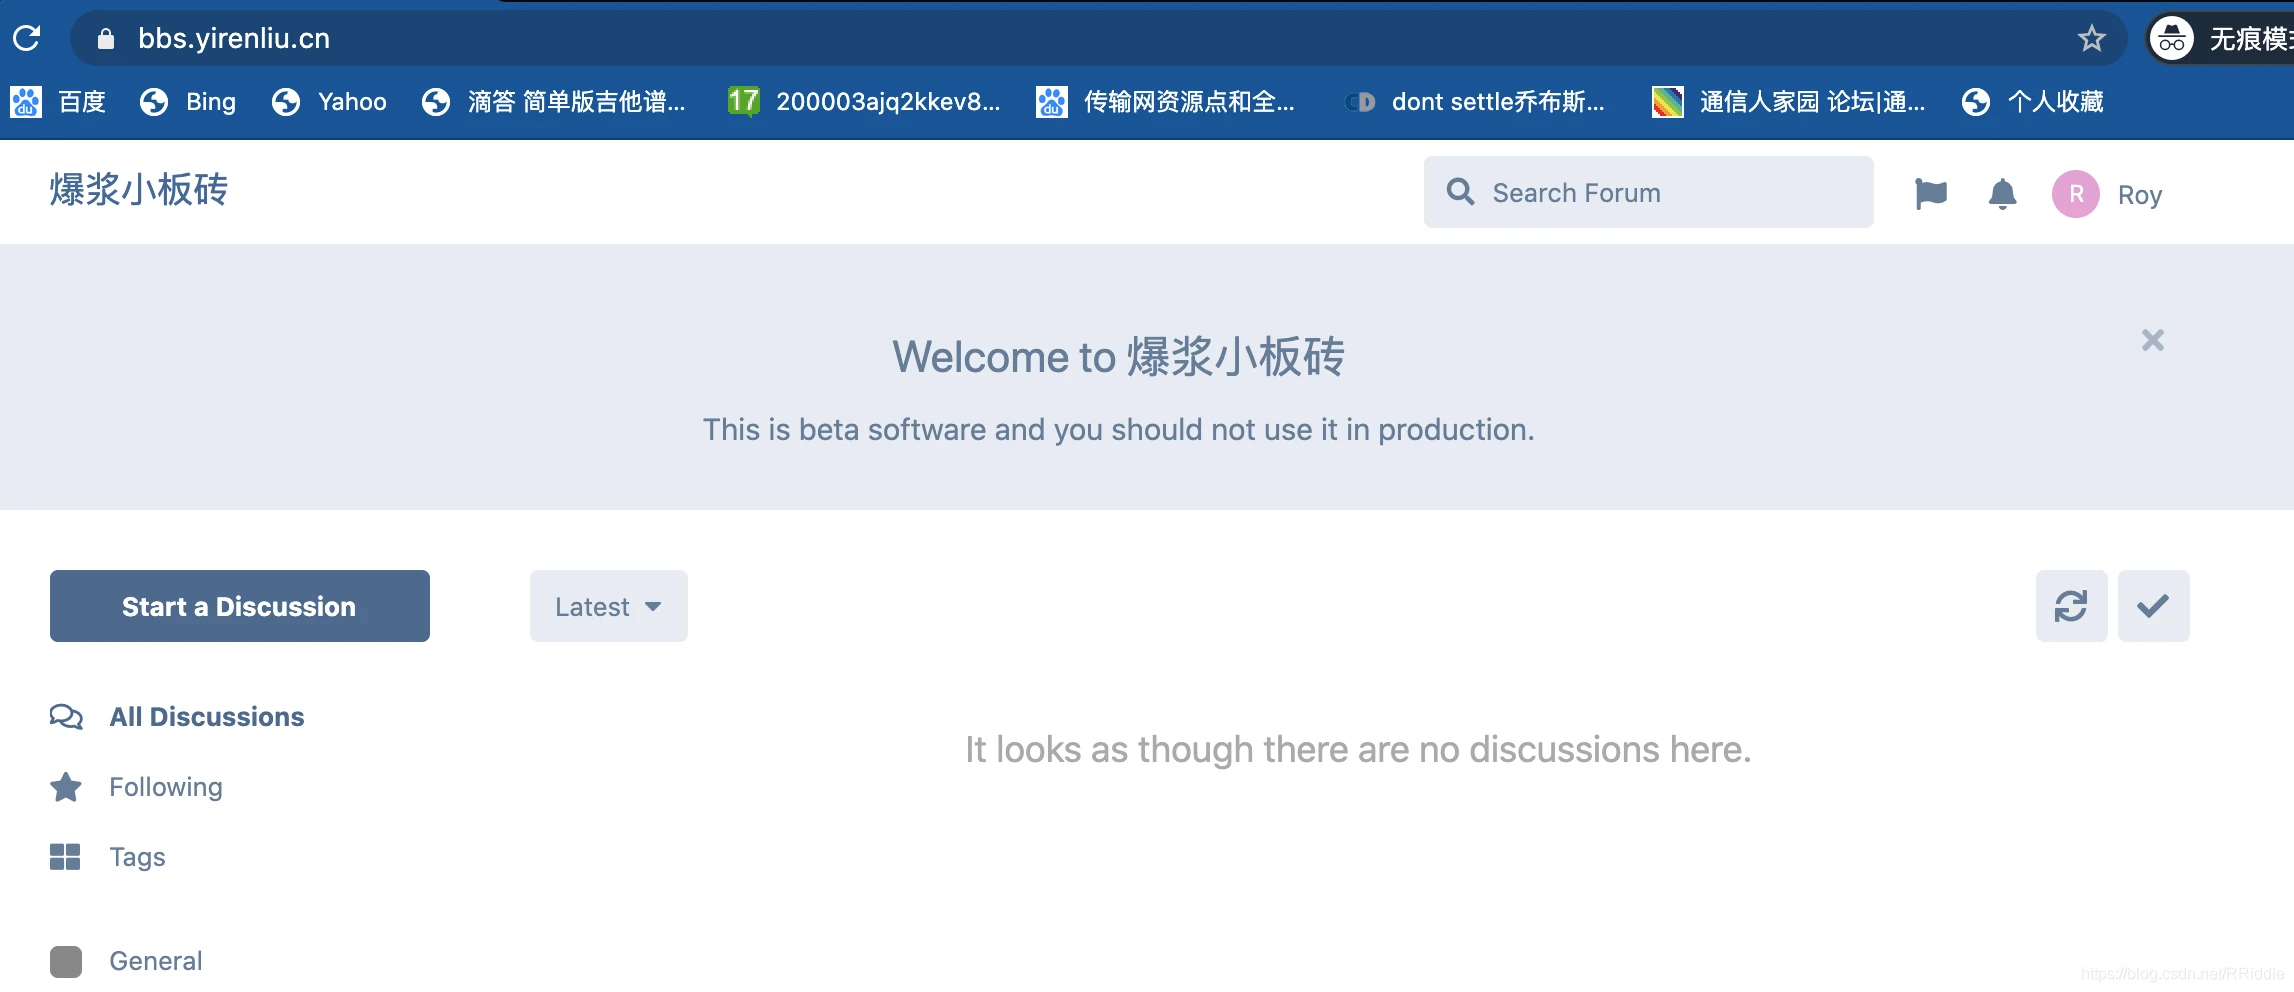 bbs.yirenliu.cn 无痕模
百度 Bing Yahoo 滴答 简单版吉他谱... 17 200003ajq2kkev8... du 传输网资源点和全... CD dont settle乔布斯... 通信人家园 论坛|通... 个人收藏
爆浆小板砖 Search Forum R Roy
Welcome to 爆浆小板砖
This is beta software and you should not use it in production.
Start a Discussion Latest
All Discussions
It looks as though there are no discussions here.
Following
Tags
General
https://blog.csdn.net/RRiddle